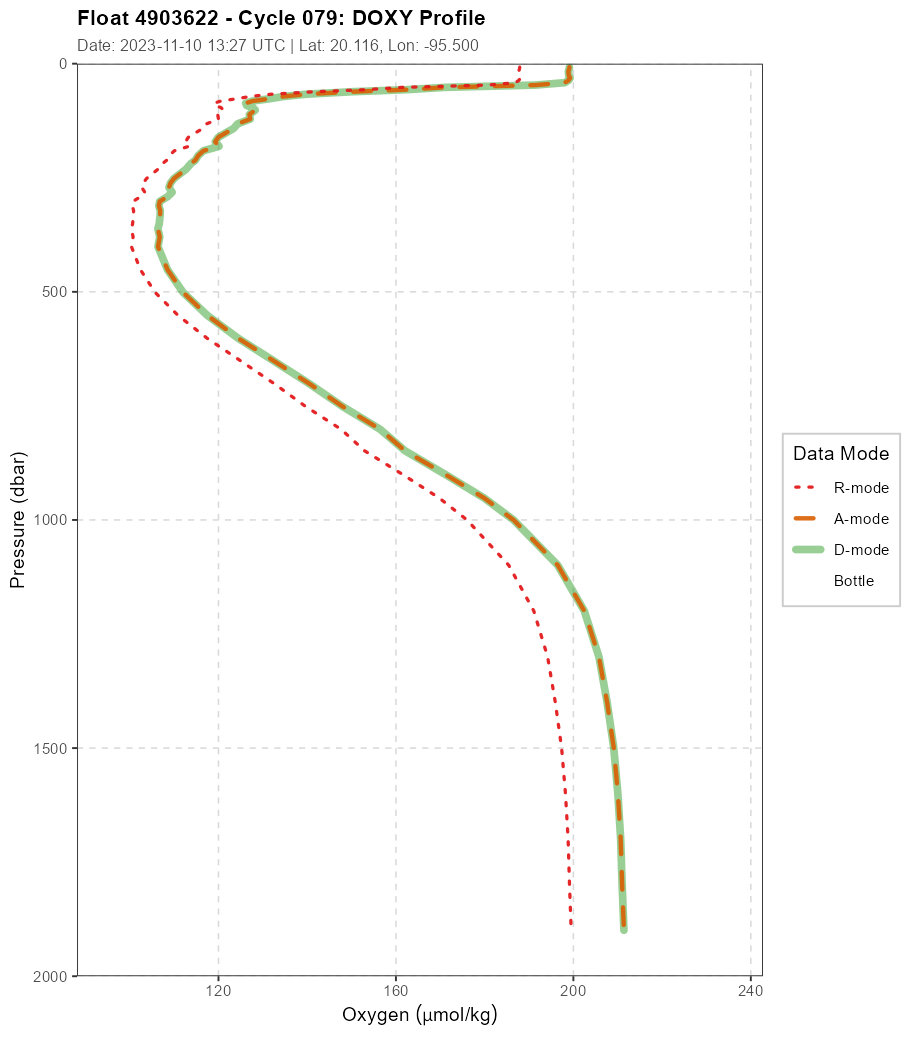 Float 4903622 - Cycle 079: DOXY Profile
Date: 2023-11-10 13:27 UTC | Lat: 20.116, Lon: -95.500
0
500
1000
1500
2000
Pressure (dbar)
120 160 200 240
Oxygen (μmol/kg)
Data Mode
R-mode
A-mode
D-mode
Bottle